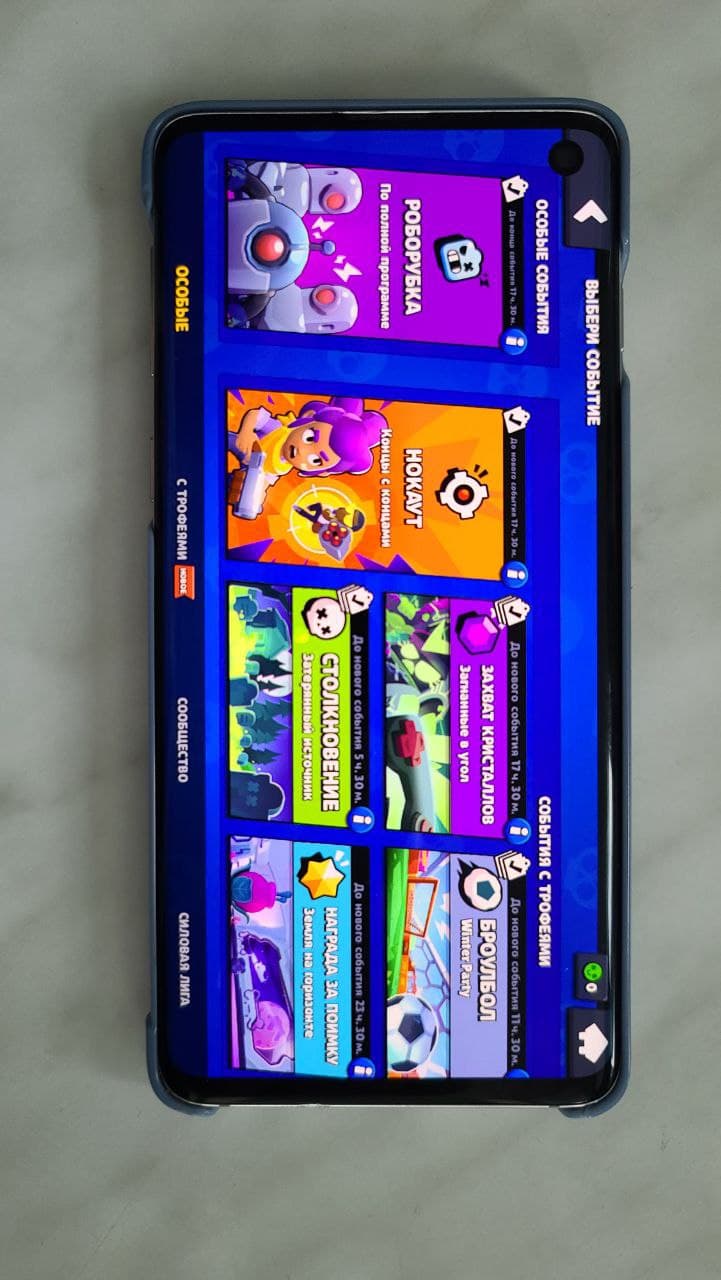 ВЫБЕРИ СОБЫТИЕ
0
ОСОБЫЕ СОБЫТИЯ
До конца события 17 ч. 30 м.
РОБОРУБКА
По полной программе
СОБЫТИЯ С ТРОФЕЯМИ
До нового события 17 ч. 30 м.
НОКАУТ
Концы с концами
До нового события 17 ч. 30 м.
ЗАХВАТ КРИСТАЛЛОВ
Загнанные в угол
До нового события 11 ч. 30 м.
БРОУЛБОЛ
Winter Party
До нового события 5 ч. 30 м.
СТОЛКНОВЕНИЕ
Затерянный источник
До нового события 23 ч. 30 м.
НАГРАДА ЗА ПОИМКУ
Земля на горизонте
ОСОБЫЕ
С ТРОФЕЯМИ НОВОЕ
СООБЩЕСТВО
СИЛОВАЯ ЛИГА